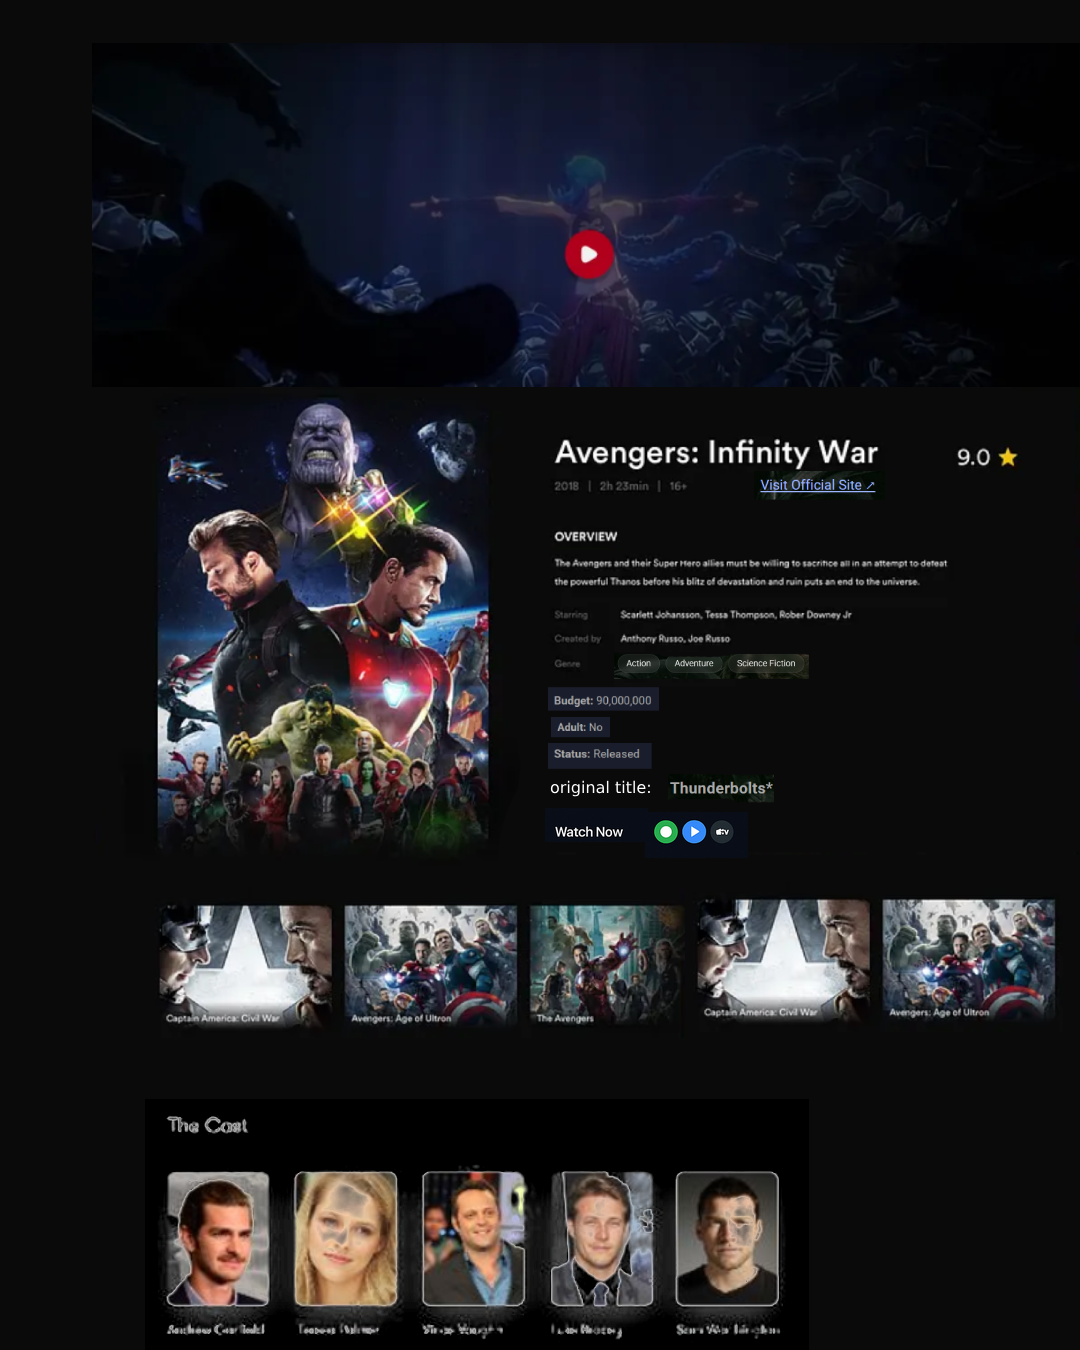 Avengers: Infinity War
9.0
2018 | 2h 23min | 16+
Visit Official Site ↗
OVERVIEW
The Avengers and their Super Hero allies must be willing to sacrifice all in an attempt to defeat
the powerful Thanos before his blitz of devastation and ruin puts an end to the universe.
Starring Scarlett Johansson, Tessa Thompson, Rober Downey Jr
Created by Anthony Russo, Joe Russo
Genre Action Adventure Science Fiction
Budget: 90,000,000
Adult: No
Status: Released
original title: Thunderbolts*
Watch Now tv
Captain America: Civil War
Avengers: Age of Ultron
The Avengers
Captain America: Civil War
Avengers: Age of Ultron
The Cast